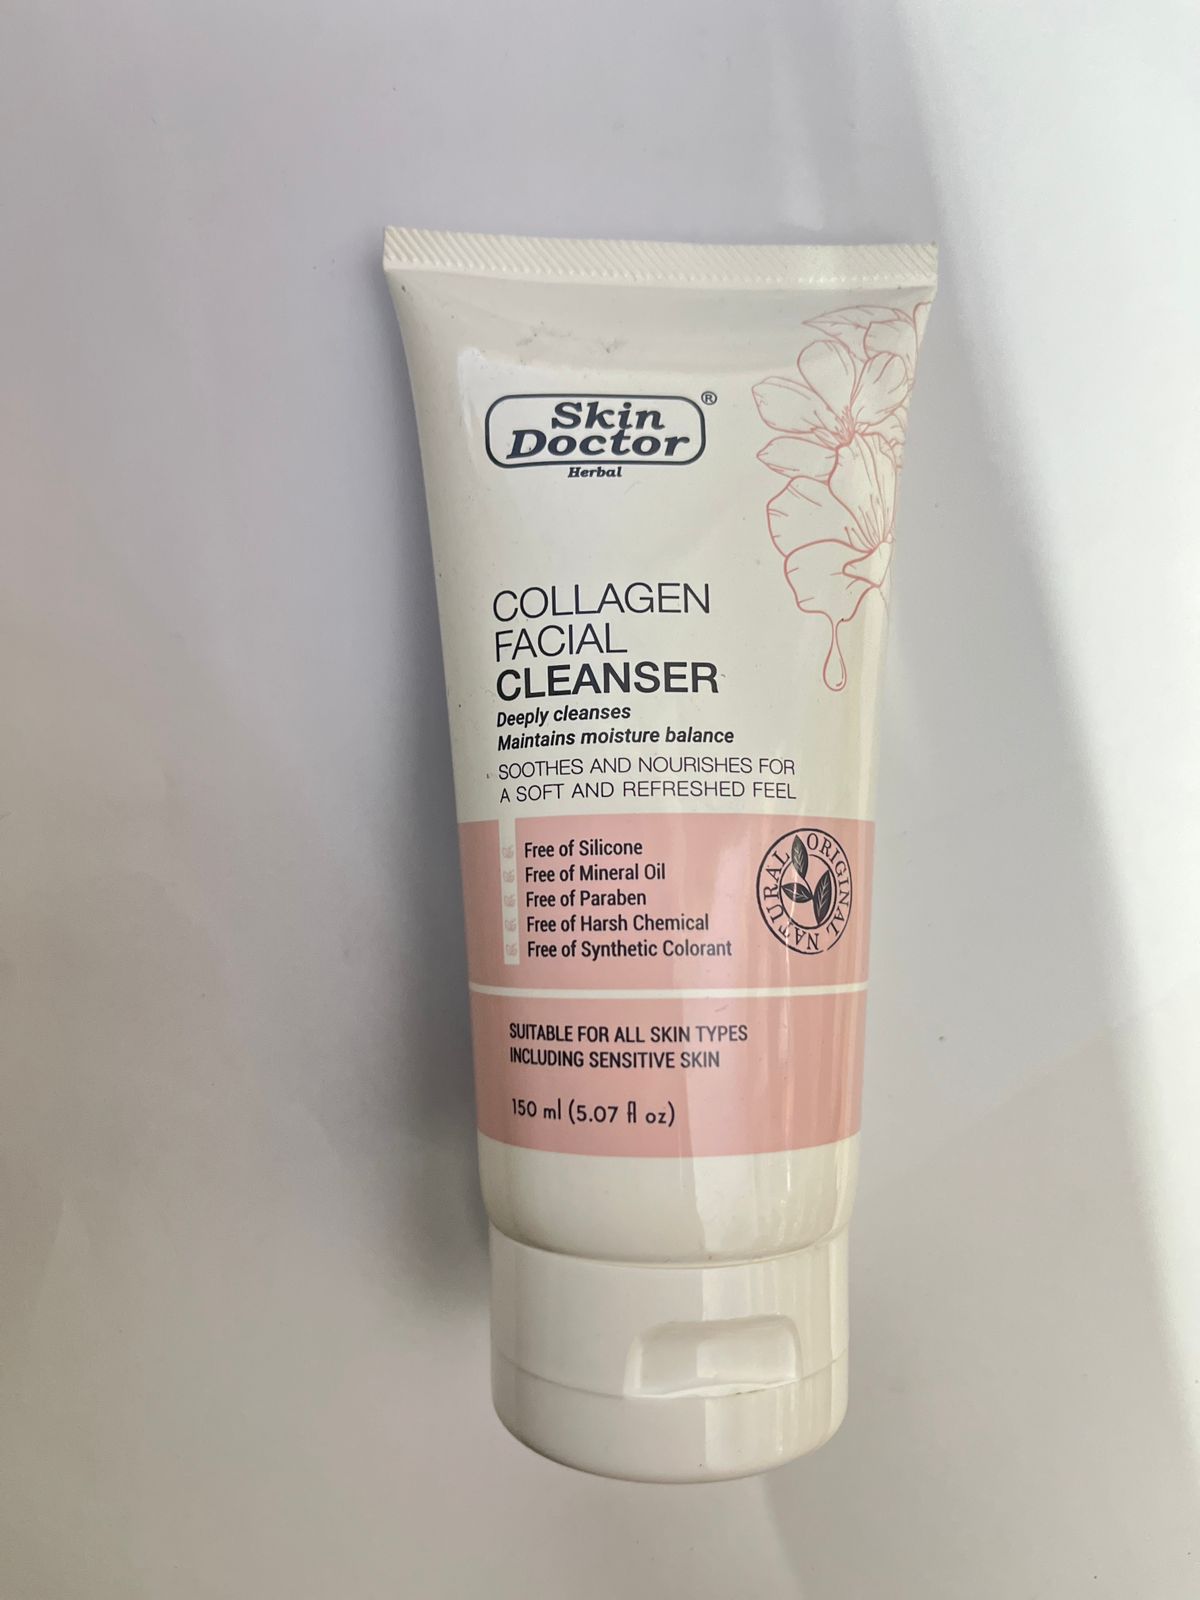 Skin
Doctor
®
Herbal
COLLAGEN
FACIAL
CLEANSER
Deeply cleanses
Maintains moisture balance
SOOTHES AND NOURISHES FOR
A SOFT AND REFRESHED FEEL
Free of Silicone
Free of Mineral Oil
Free of Paraben
Free of Harsh Chemical
Free of Synthetic Colorant
ORIGINAL NATURAL
SUITABLE FOR ALL SKIN TYPES
INCLUDING SENSITIVE SKIN
150 ml (5.07 fl oz)